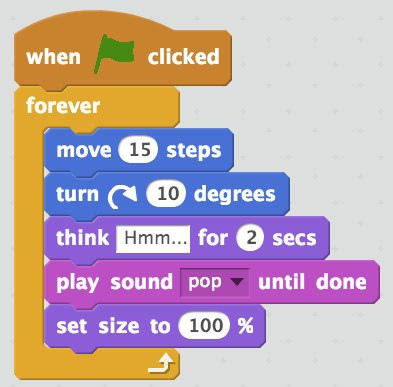 when clicked
forever
move 15 steps
turn 10 degrees
think Hmm... for 2 secs
play sound pop until done
set size to 100 %